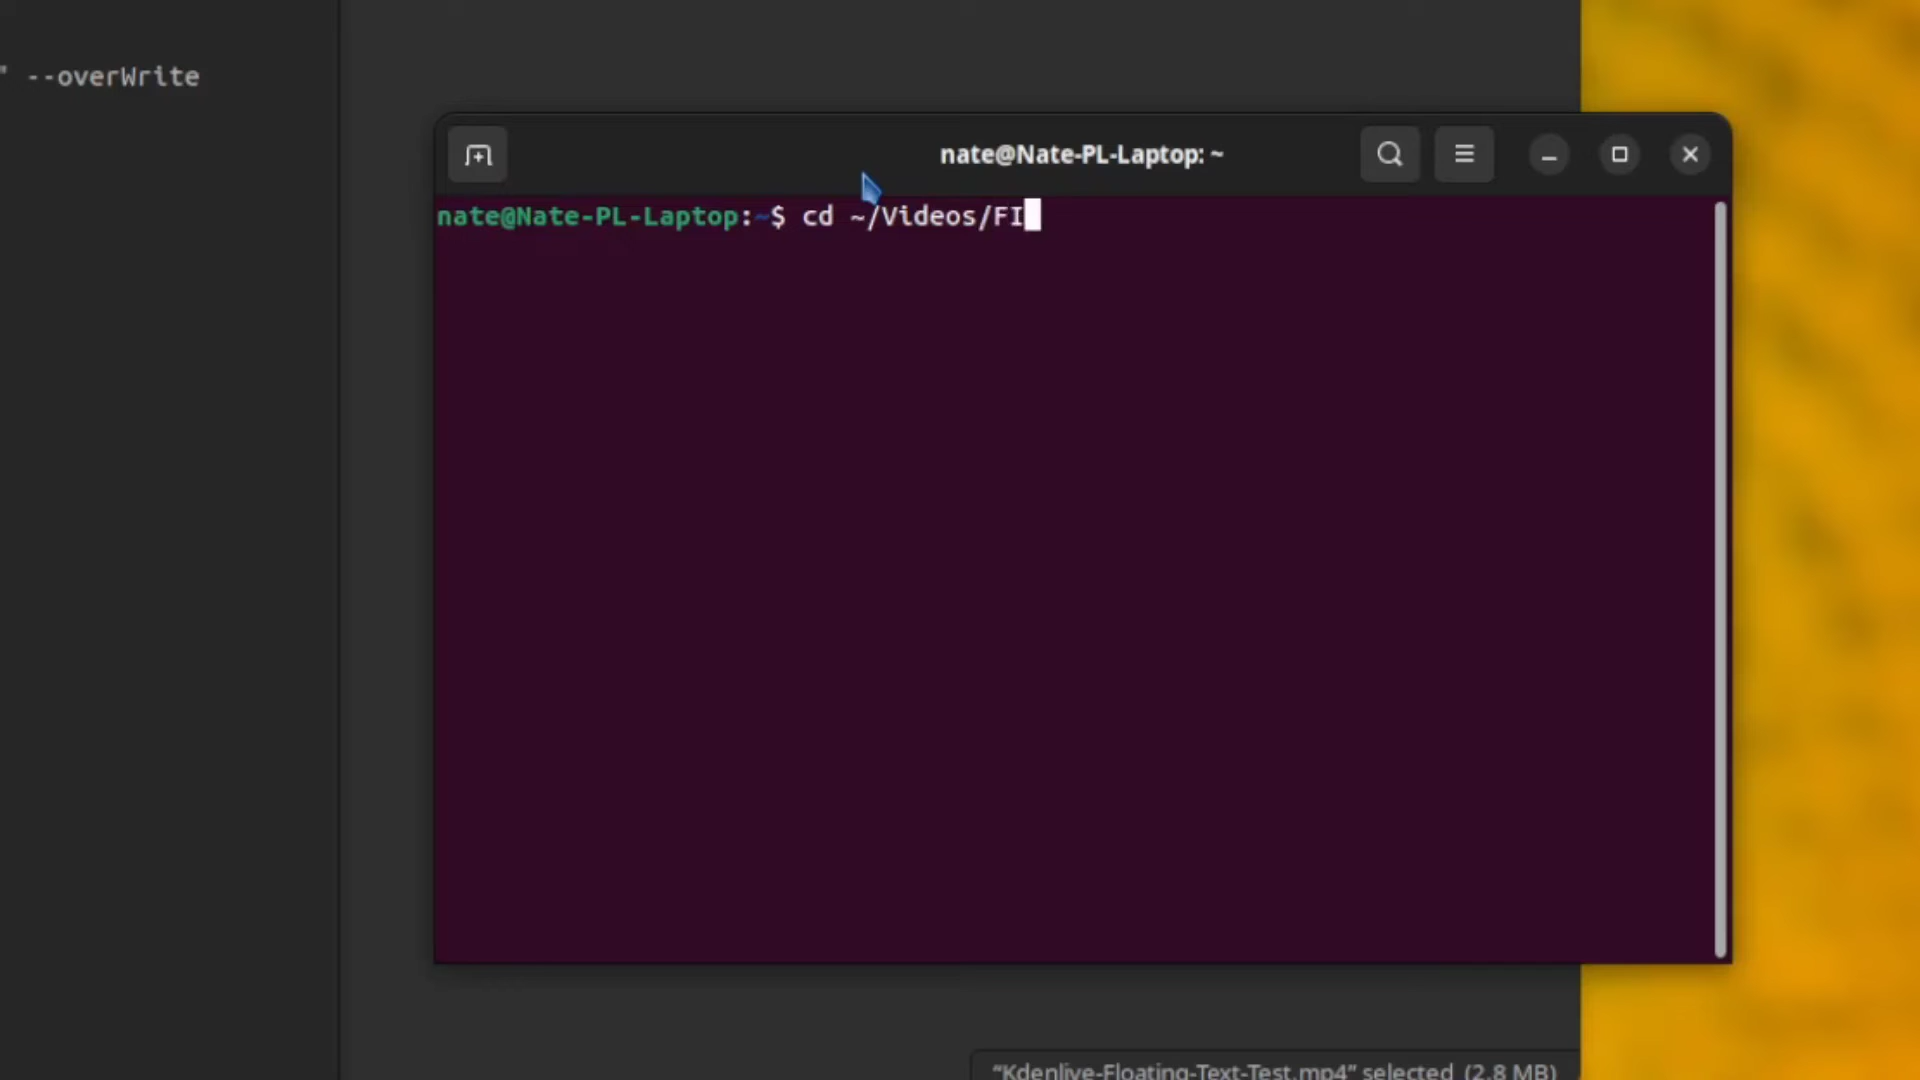 " --overWrite
nate@Nate-PL-Laptop: ~
nate@Nate-PL-Laptop:~$ cd ~/Videos/FI
“Kdenlive-Floating-Text-Test.mp4” selected (2.8 MB)